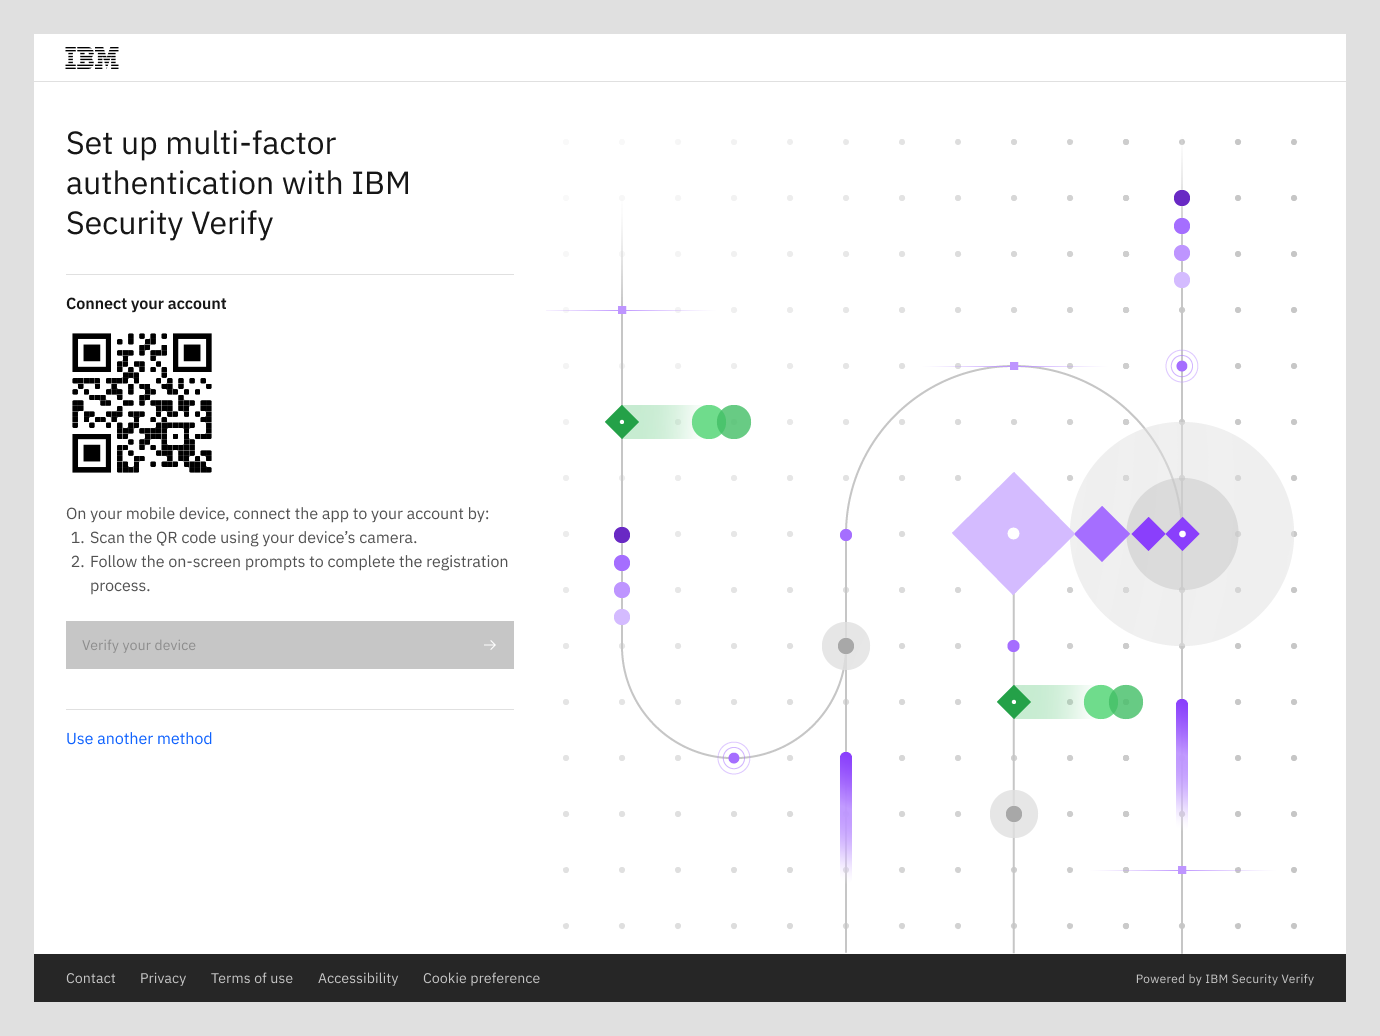 IBM
Set up multi-factor
authentication with IBM
Security Verify
Connect your account
On your mobile device, connect the app to your account by:
1. Scan the QR code using your device’s camera.
2. Follow the on-screen prompts to complete the registration
process.
Verify your device
Use another method
Contact Privacy Terms of use Accessibility Cookie preference
Powered by IBM Security Verify